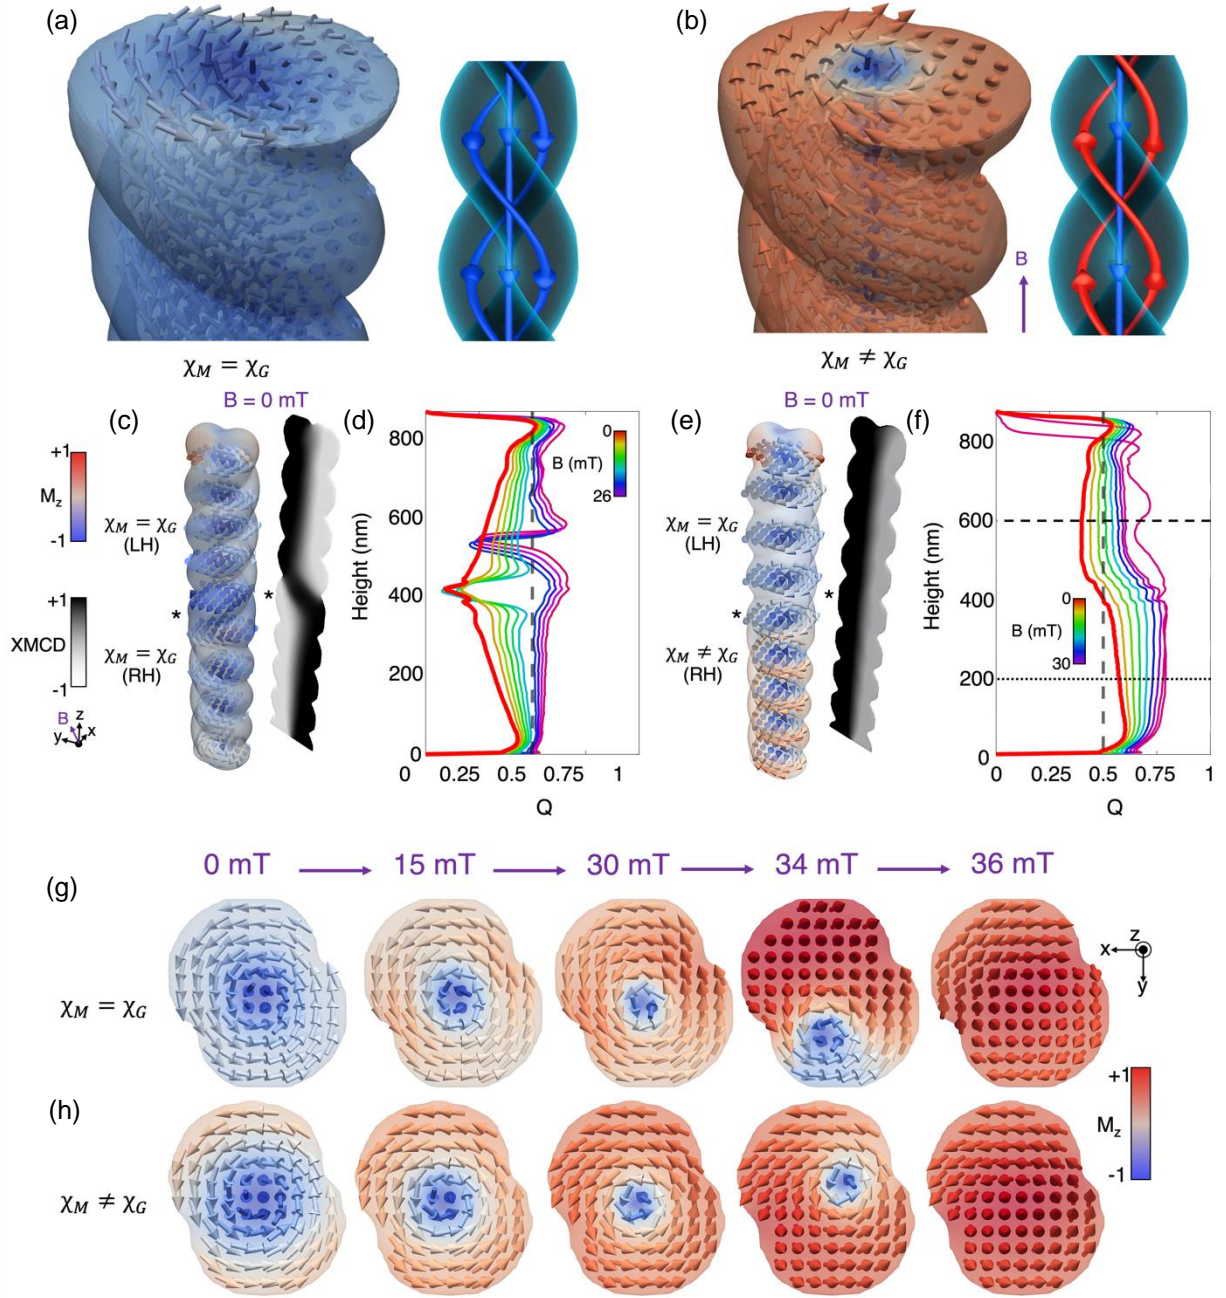 (a)
(b)
B
χ_M = χ_G
χ_M ≠ χ_G
B = 0 mT
B = 0 mT
(c)
(d)
(e)
(f)
+1
M_z
-1
χ_M = χ_G
(LH)
*
*
χ_M = χ_G
(RH)
+1
XMCD
-1
B
z
y
x
Height (nm)
800
600
400
200
0
0
B (mT)
26
0
0.25
0.5
0.75
1
Q
χ_M = χ_G
(LH)
*
*
χ_M ≠ χ_G
(RH)
Height (nm)
800
600
400
200
0
0
B (mT)
30
0
0.25
0.5
0.75
1
Q
0 mT
15 mT
30 mT
34 mT
36 mT
(g)
χ_M = χ_G
x
z
y
(h)
χ_M ≠ χ_G
+1
M_z
-1